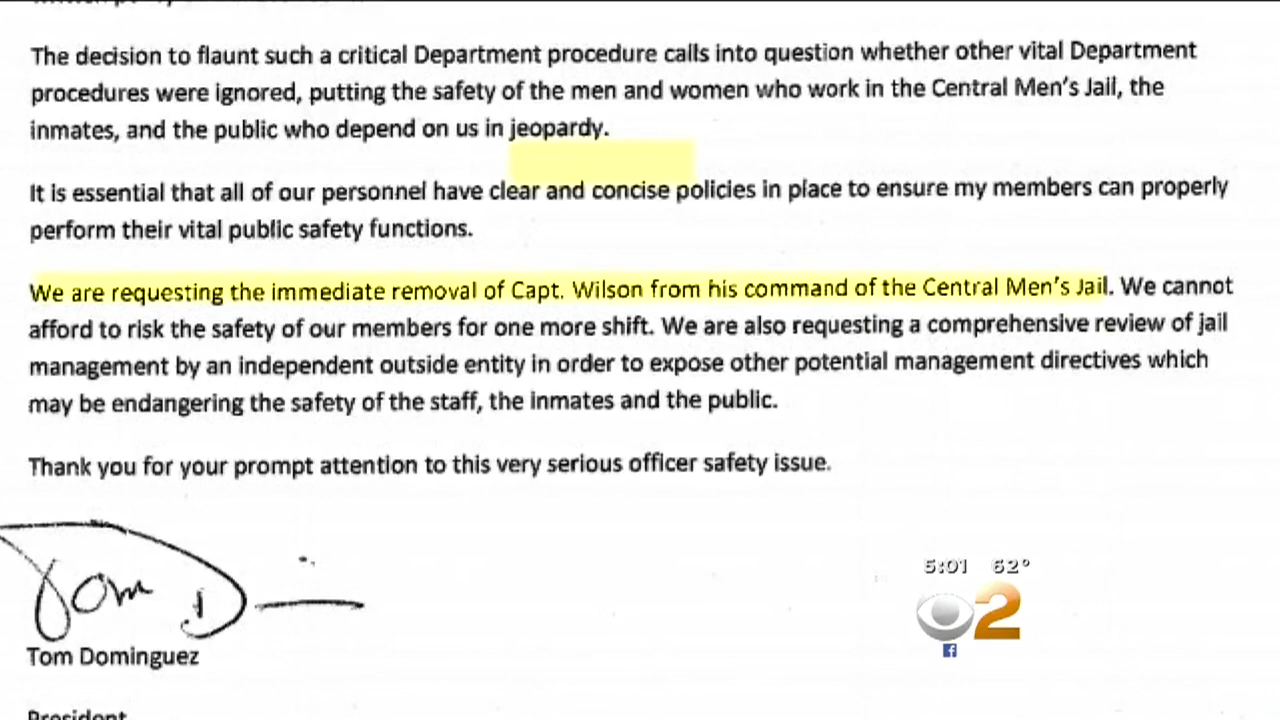 The decision to flaunt such a critical Department procedure calls into question whether other vital Department
procedures were ignored, putting the safety of the men and women who work in the Central Men's Jail, the
inmates, and the public who depend on us in jeopardy.
It is essential that all of our personnel have clear and concise policies in place to ensure my members can properly
perform their vital public safety functions.
We are requesting the immediate removal of Capt. Wilson from his command of the Central Men's Jail. We cannot
afford to risk the safety of our members for one more shift. We are also requesting a comprehensive review of jail
management by an independent outside entity in order to expose other potential management directives which
may be endangering the safety of the staff, the inmates and the public.
Thank you for your prompt attention to this very serious officer safety issue.
Tom D
Tom Dominguez
President
5:01 62°
2
f